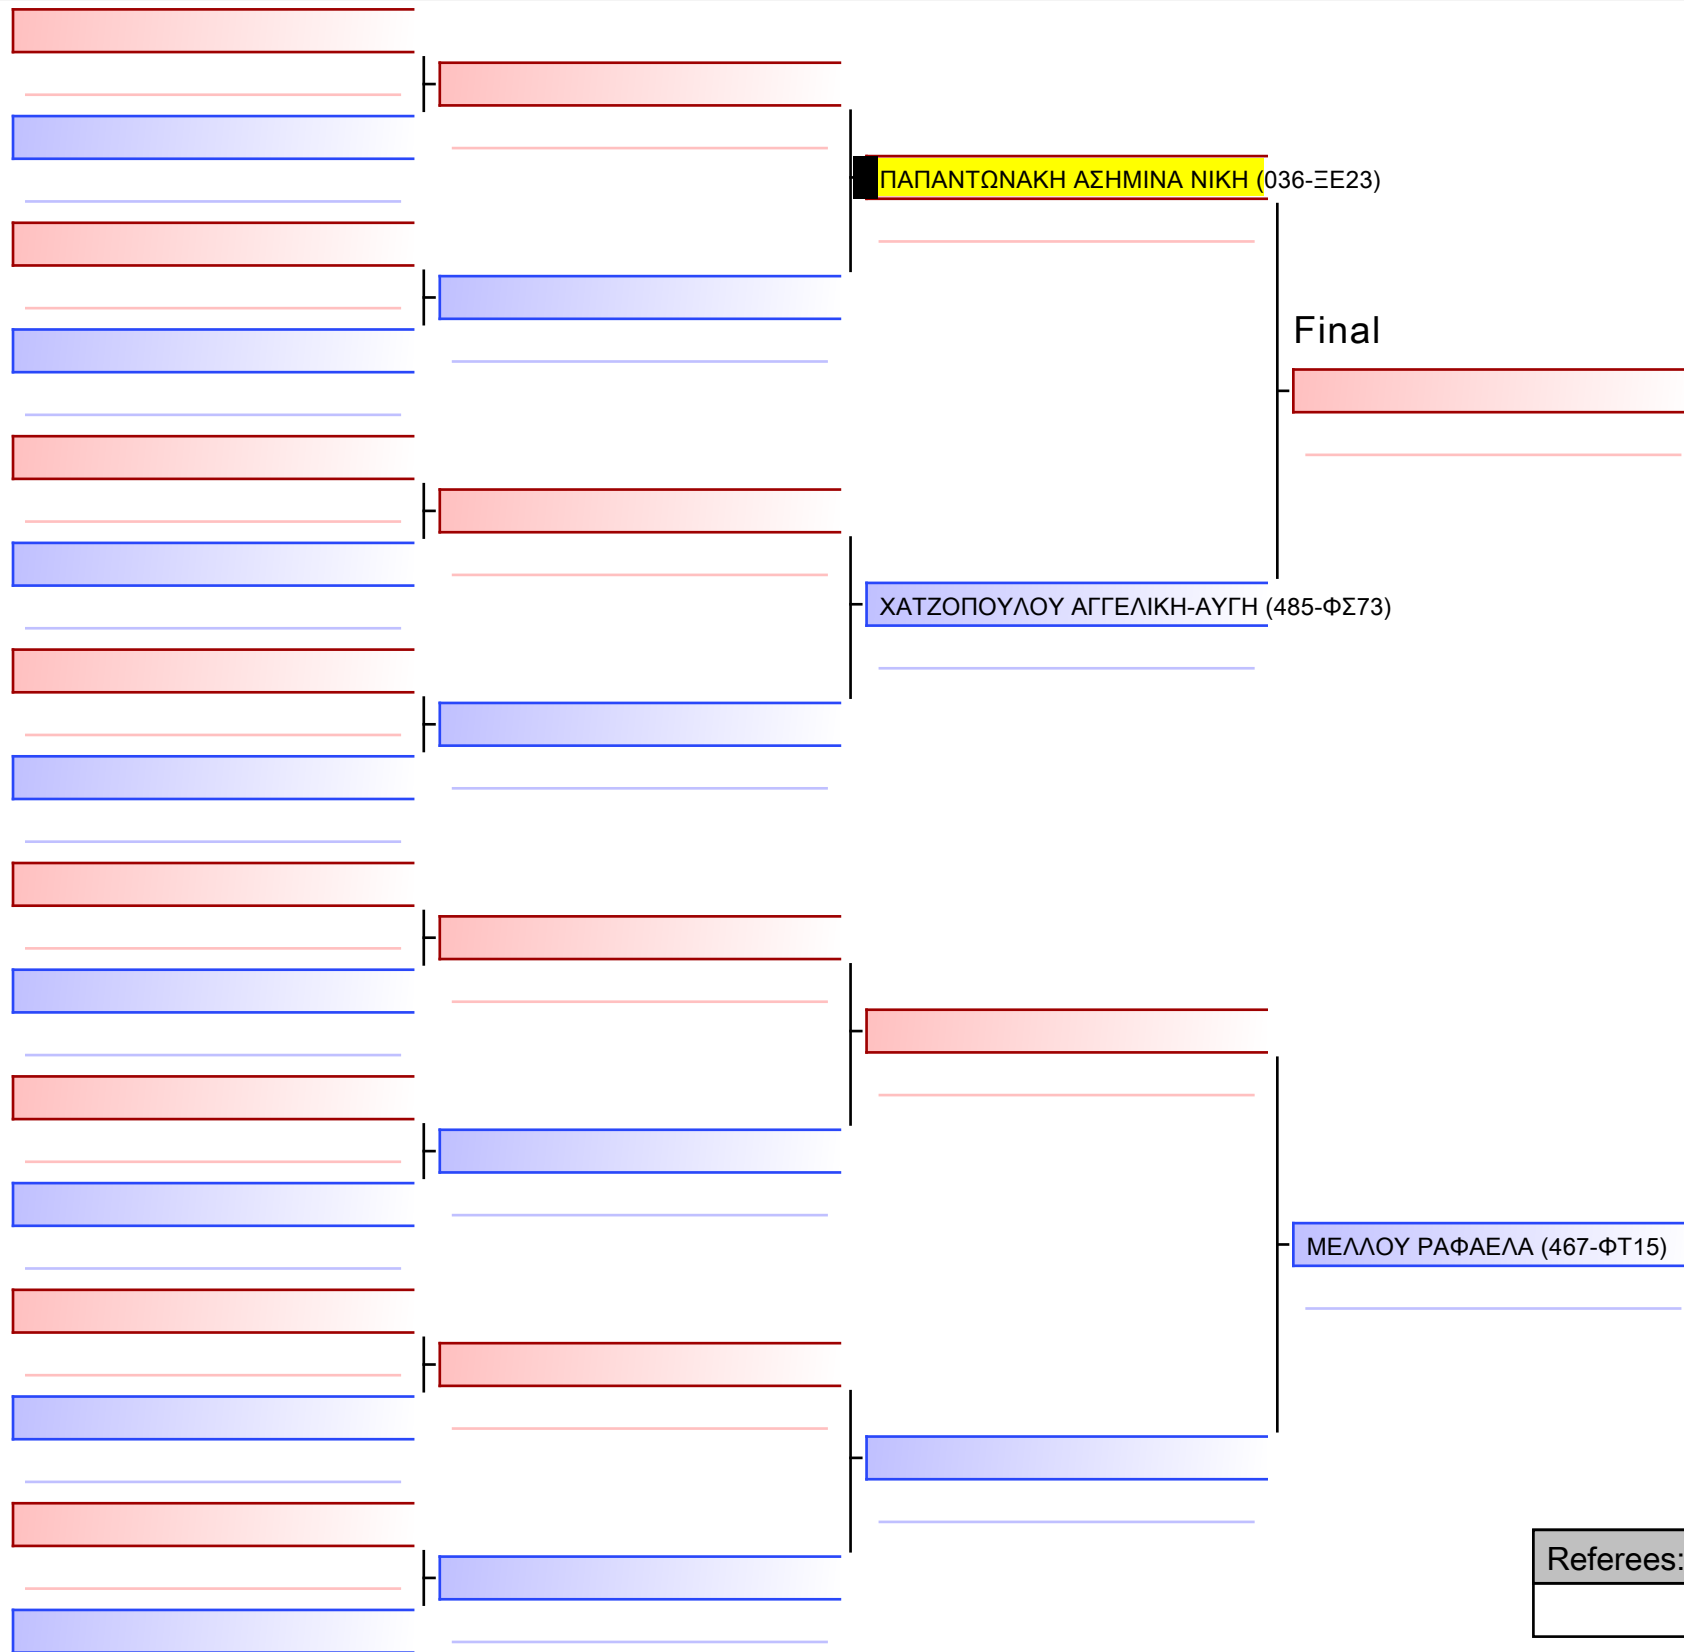 ΠΑΠΑΝΤΩΝΑΚΗ ΑΣΗΜΙΝΑ ΝΙΚΗ (036-ΞΕ23)
Final
ΧΑΤΖΟΠΟΥΛΟΥ ΑΓΓΕΛΙΚΗ-ΑΥΓΗ (485-ΦΣ73)
ΜΕΛΛΟΥ ΡΑΦΑΕΛΑ (467-ΦΤ15)
Referees: